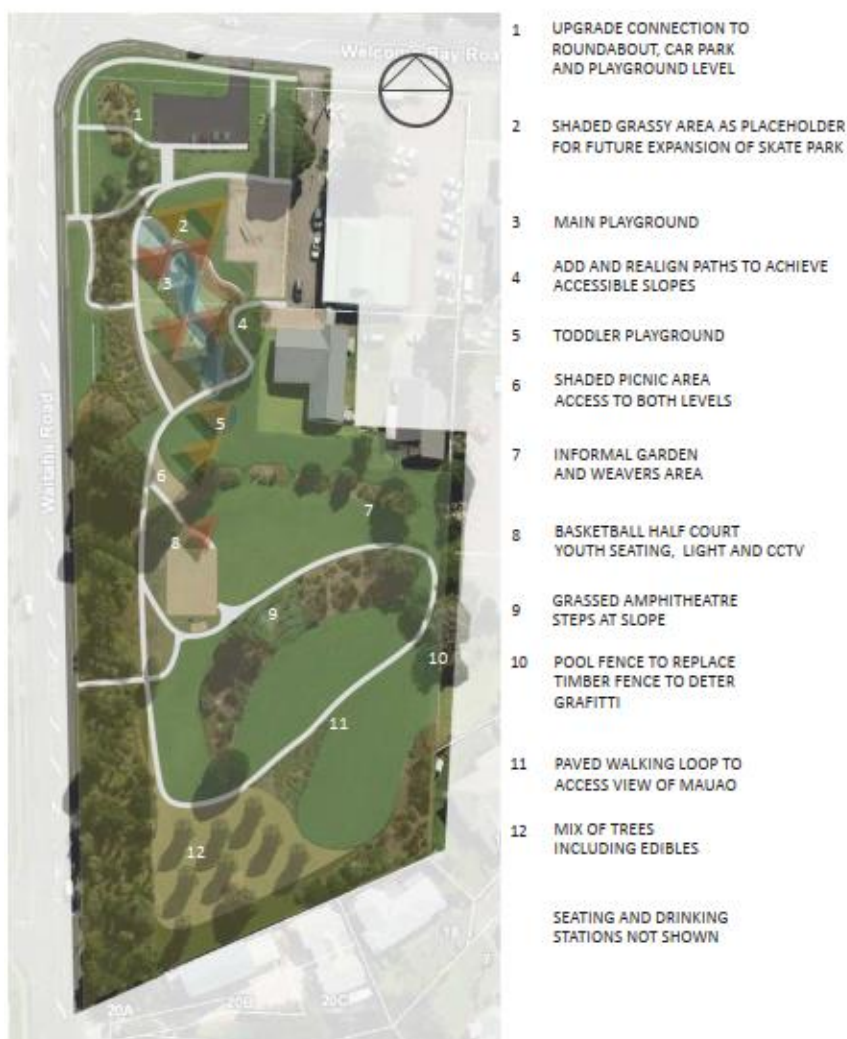 Welcome Bay Roa
Waitaha Road
1
2
2
3
4
5
6
7
8
9
10
11
12
20A
20B
20C
18
1 UPGRADE CONNECTION TO
ROUNDABOUT, CAR PARK
AND PLAYGROUND LEVEL
2 SHADED GRASSY AREA AS PLACEHOLDER
FOR FUTURE EXPANSION OF SKATE PARK
3 MAIN PLAYGROUND
4 ADD AND REALIGN PATHS TO ACHIEVE
ACCESSIBLE SLOPES
5 TODDLER PLAYGROUND
6 SHADED PICNIC AREA
ACCESS TO BOTH LEVELS
7 INFORMAL GARDEN
AND WEAVERS AREA
8 BASKETBALL HALF COURT
YOUTH SEATING, LIGHT AND CCTV
9 GRASSED AMPHITHEATRE
STEPS AT SLOPE
10 POOL FENCE TO REPLACE
TIMBER FENCE TO DETER
GRAFITTI
11 PAVED WALKING LOOP TO
ACCESS VIEW OF MAUAO
12 MIX OF TREES
INCLUDING EDIBLES
SEATING AND DRINKING
STATIONS NOT SHOWN